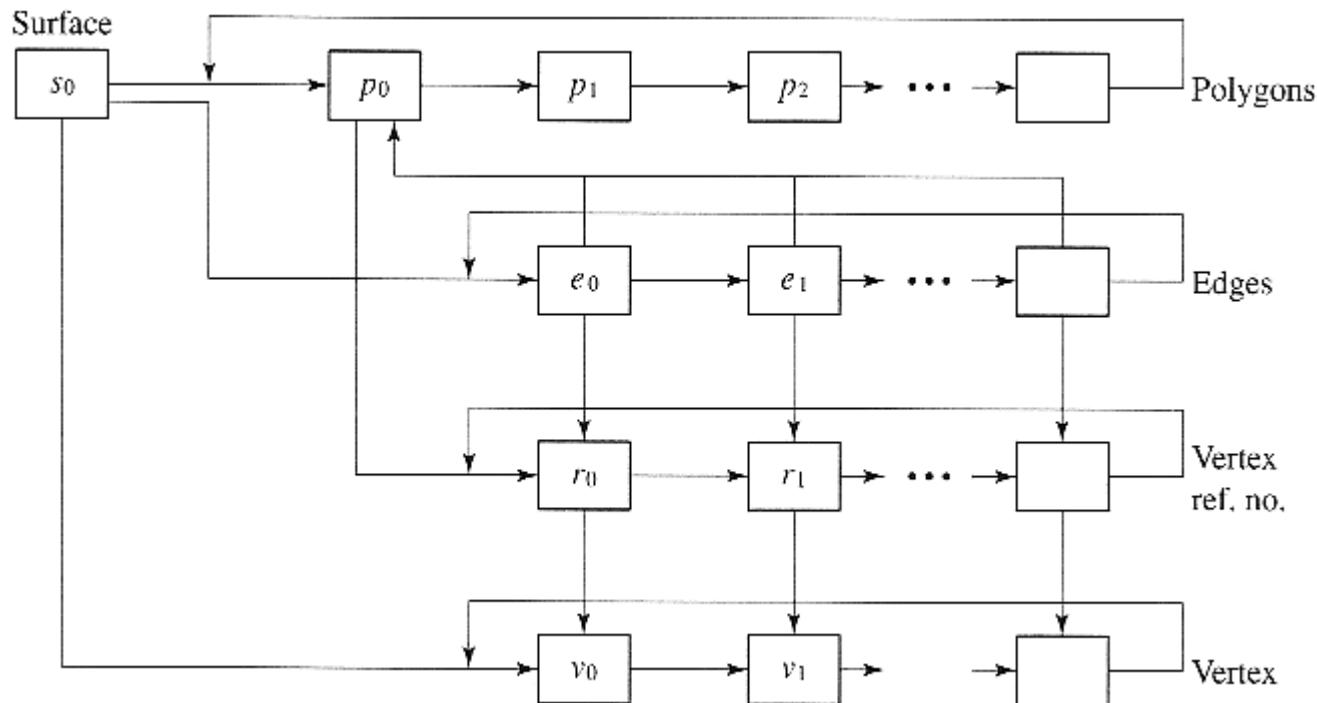 Surface
s0
p0
p1
p2
•••
Polygons
e0
e1
•••
Edges
r0
r1
•••
Vertex
ref. no.
v0
v1
Vertex